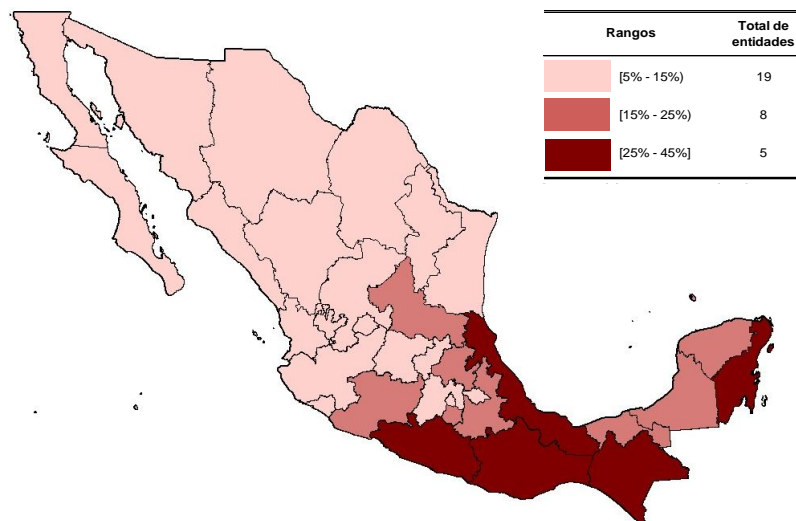 Rangos
Total de
entidades
[5% - 15%)
19
[15% - 25%)
8
[25% - 45%]
5